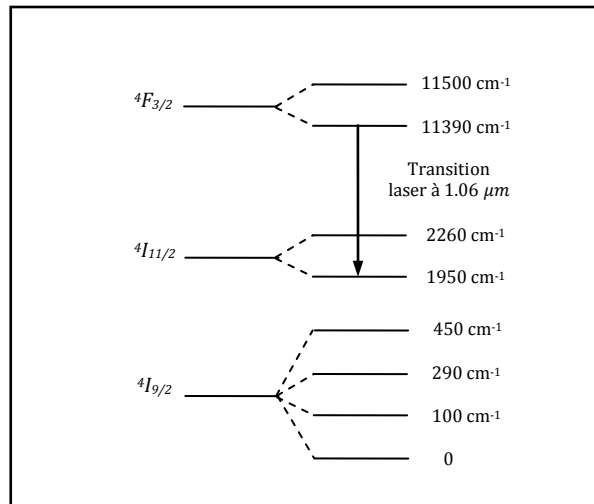 ⁴F₃/₂
11500 cm⁻¹
11390 cm⁻¹
Transition
laser à 1.06 µm
⁴I₁₁/₂
2260 cm⁻¹
1950 cm⁻¹
⁴I₉/₂
450 cm⁻¹
290 cm⁻¹
100 cm⁻¹
0